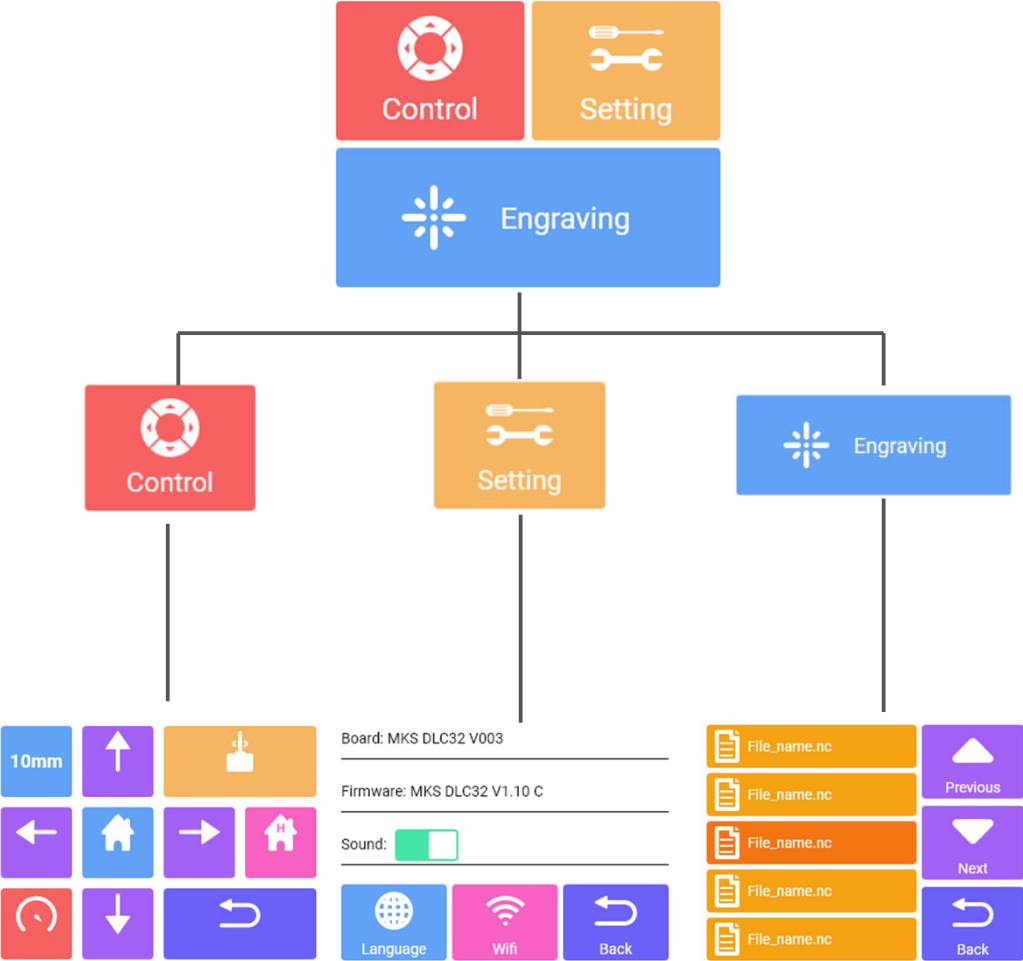 Control
Setting
Engraving
Control
Setting
Engraving
10mm
H
Board: MKS DLC32 V003
Firmware: MKS DLC32 V1.10 C
Sound:
Language
Wifi
Back
File_name.nc
File_name.nc
File_name.nc
File_name.nc
File_name.nc
Previous
Next
Back